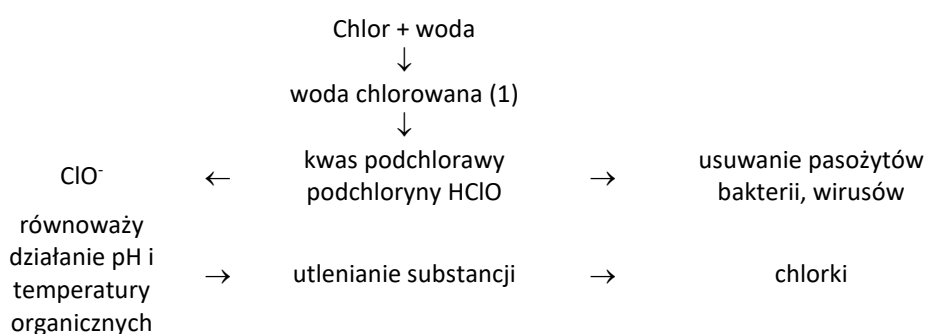 Chlor + woda
↓
woda chlorowana (1)
↓
ClO⁻ ← kwas podchlorawy podchloryny HClO → usuwanie pasożytów bakterii, wirusów
równoważy
działanie pH i
temperatury
organicznych
→ utlenianie substancji → chlorki